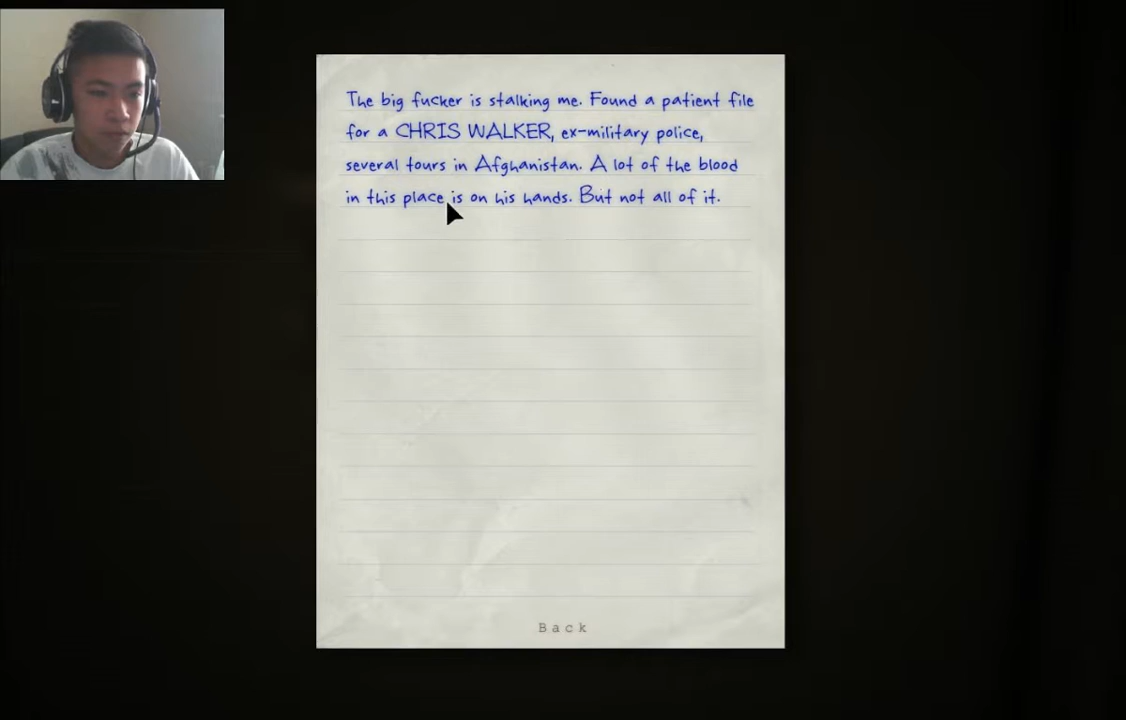 The big fucker is stalking me. Found a patient file
for a CHRIS WALKER, ex-military police,
several tours in Afghanistan. A lot of the blood
in this place is on his hands. But not all of it.
Back